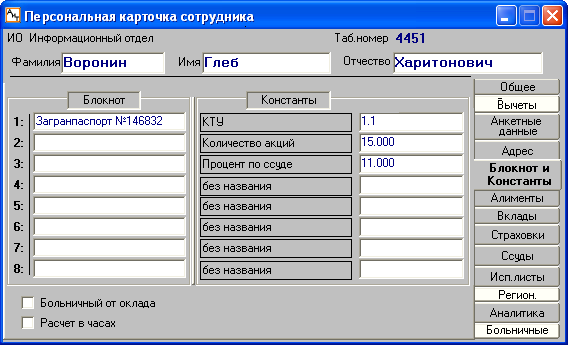 Персональная карточка сотрудника
ИО Информационный отдел Таб.номер 4451
Фамилия Воронин Имя Глеб Отчество Харитонович
Блокнот Константы
1: Загранпаспорт №146832 КТУ 1.1
2: Количество акций 15.000
3: Процент по ссуде 11.000
4: без названия
5: без названия
6: без названия
7: без названия
8: без названия
Больничный от оклада
Расчет в часах
Общее
Вычеты
Анкетные
данные
Адрес
Блокнот и
Константы
Алименты
Вклады
Страховки
Ссуды
Исп.листы
Регион.
Аналитика
Больничные